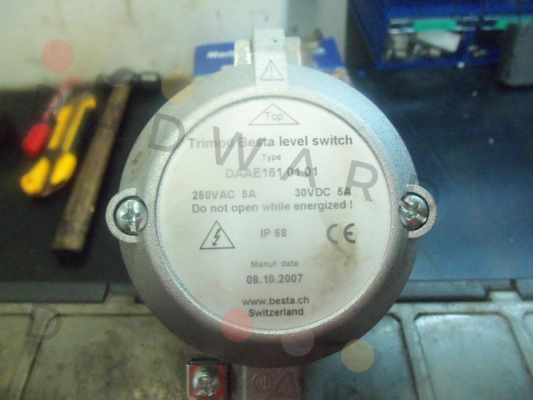 Top
Trimod Besta level switch
Type
DAAE161 01 01
250VAC 5A 30VDC 5A
Do not open while energized !
IP 68 CE
Manuf. date
08.10.2007
www.besta.ch
Switzerland
EDWARD